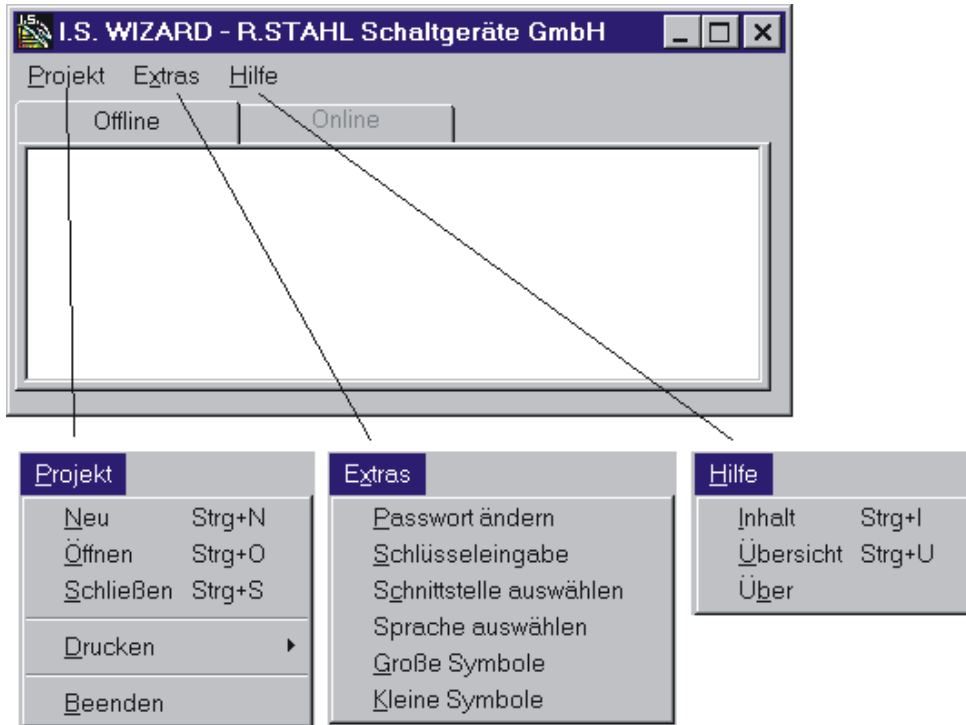 I.S. WIZARD - R.STAHL Schaltgeräte GmbH
Projekt Extras Hilfe
Offline Online
Projekt
Neu Strg+N
Öffnen Strg+O
Schließen Strg+S
Drucken
Beenden
Extras
Passwort ändern
Schlüsseleingabe
Schnittstelle auswählen
Sprache auswählen
Große Symbole
Kleine Symbole
Hilfe
Inhalt Strg+I
Übersicht Strg+U
Über